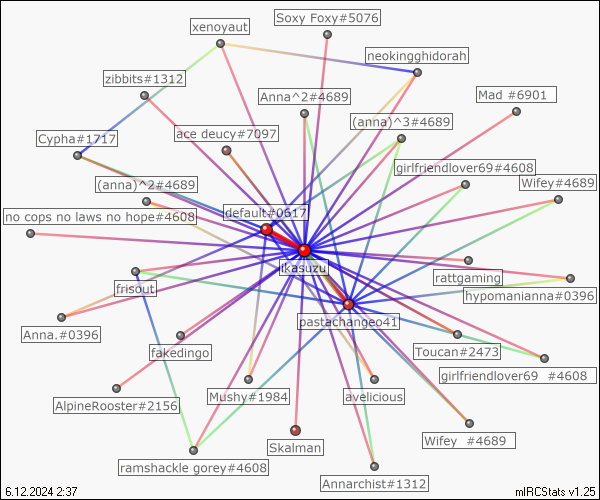 Soxy Foxy#5076
xenoyaut
neokingghidorah
zibbits#1312
Anna^2#4689
Mad #6901
(anna)^3#4689
ace deucy#7097
Cypha#1717
girlfriendlover69#4608
Wifey#4689
(anna)^2#4689
default#0617
no cops no laws no hope#4608
likasuzu
rattgaming
frisout
hypomanianna#0396
pastachangeo41
Anna.#0396
fakedingo
Toucan#2473
girlfriendlover69 #4608
AlpineRooster#2156
Mushy#1984
avelicious
Skalman
Wifey #4689
ramshackle gorey#4608
Annarchist#1312
6.12.2024 2:37
mIRCStats v1.25